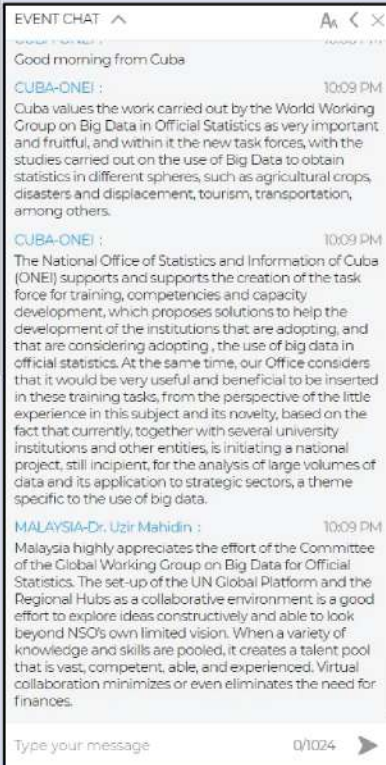 EVENT CHAT
Good morning from Cuba
CUBA-ONEI : 10:09 PM
Cuba values the work carried out by the World Working
Group on Big Data in Official Statistics as very important
and fruitful, and within it the new task forces, with the
studies carried out on the use of Big Data to obtain
statistics in different spheres, such as agricultural crops,
disasters and displacement, tourism, transportation,
among others.
CUBA-ONEI : 10:09 PM
The National Office of Statistics and Information of Cuba
(ONEI) supports and supports the creation of the task
force for training, competencies and capacity
development, which proposes solutions to help the
development of the institutions that are adopting, and
that are considering adopting , the use of big data in
official statistics. At the same time, our Office considers
that it would be very useful and beneficial to be inserted
in these training tasks, from the perspective of the little
experience in this subject and its novelty, based on the
fact that currently, together with several university
institutions and other entities, is initiating a national
project, still incipient, for the analysis of large volumes of
data and its application to strategic sectors, a theme
specific to the use of big data.
MALAYSIA-Dr. Uzir Mahidin : 10:09 PM
Malaysia highly appreciates the effort of the Committee
of the Global Working Group on Big Data for Official
Statistics. The set-up of the UN Global Platform and the
Regional Hubs as a collaborative environment is a good
effort to explore ideas constructively and able to look
beyond NSO's own limited vision. When a variety of
knowledge and skills are pooled, it creates a talent pool
that is vast, competent, able, and experienced. Virtual
collaboration minimizes or even eliminates the need for
finances.
Type your message 0/1024